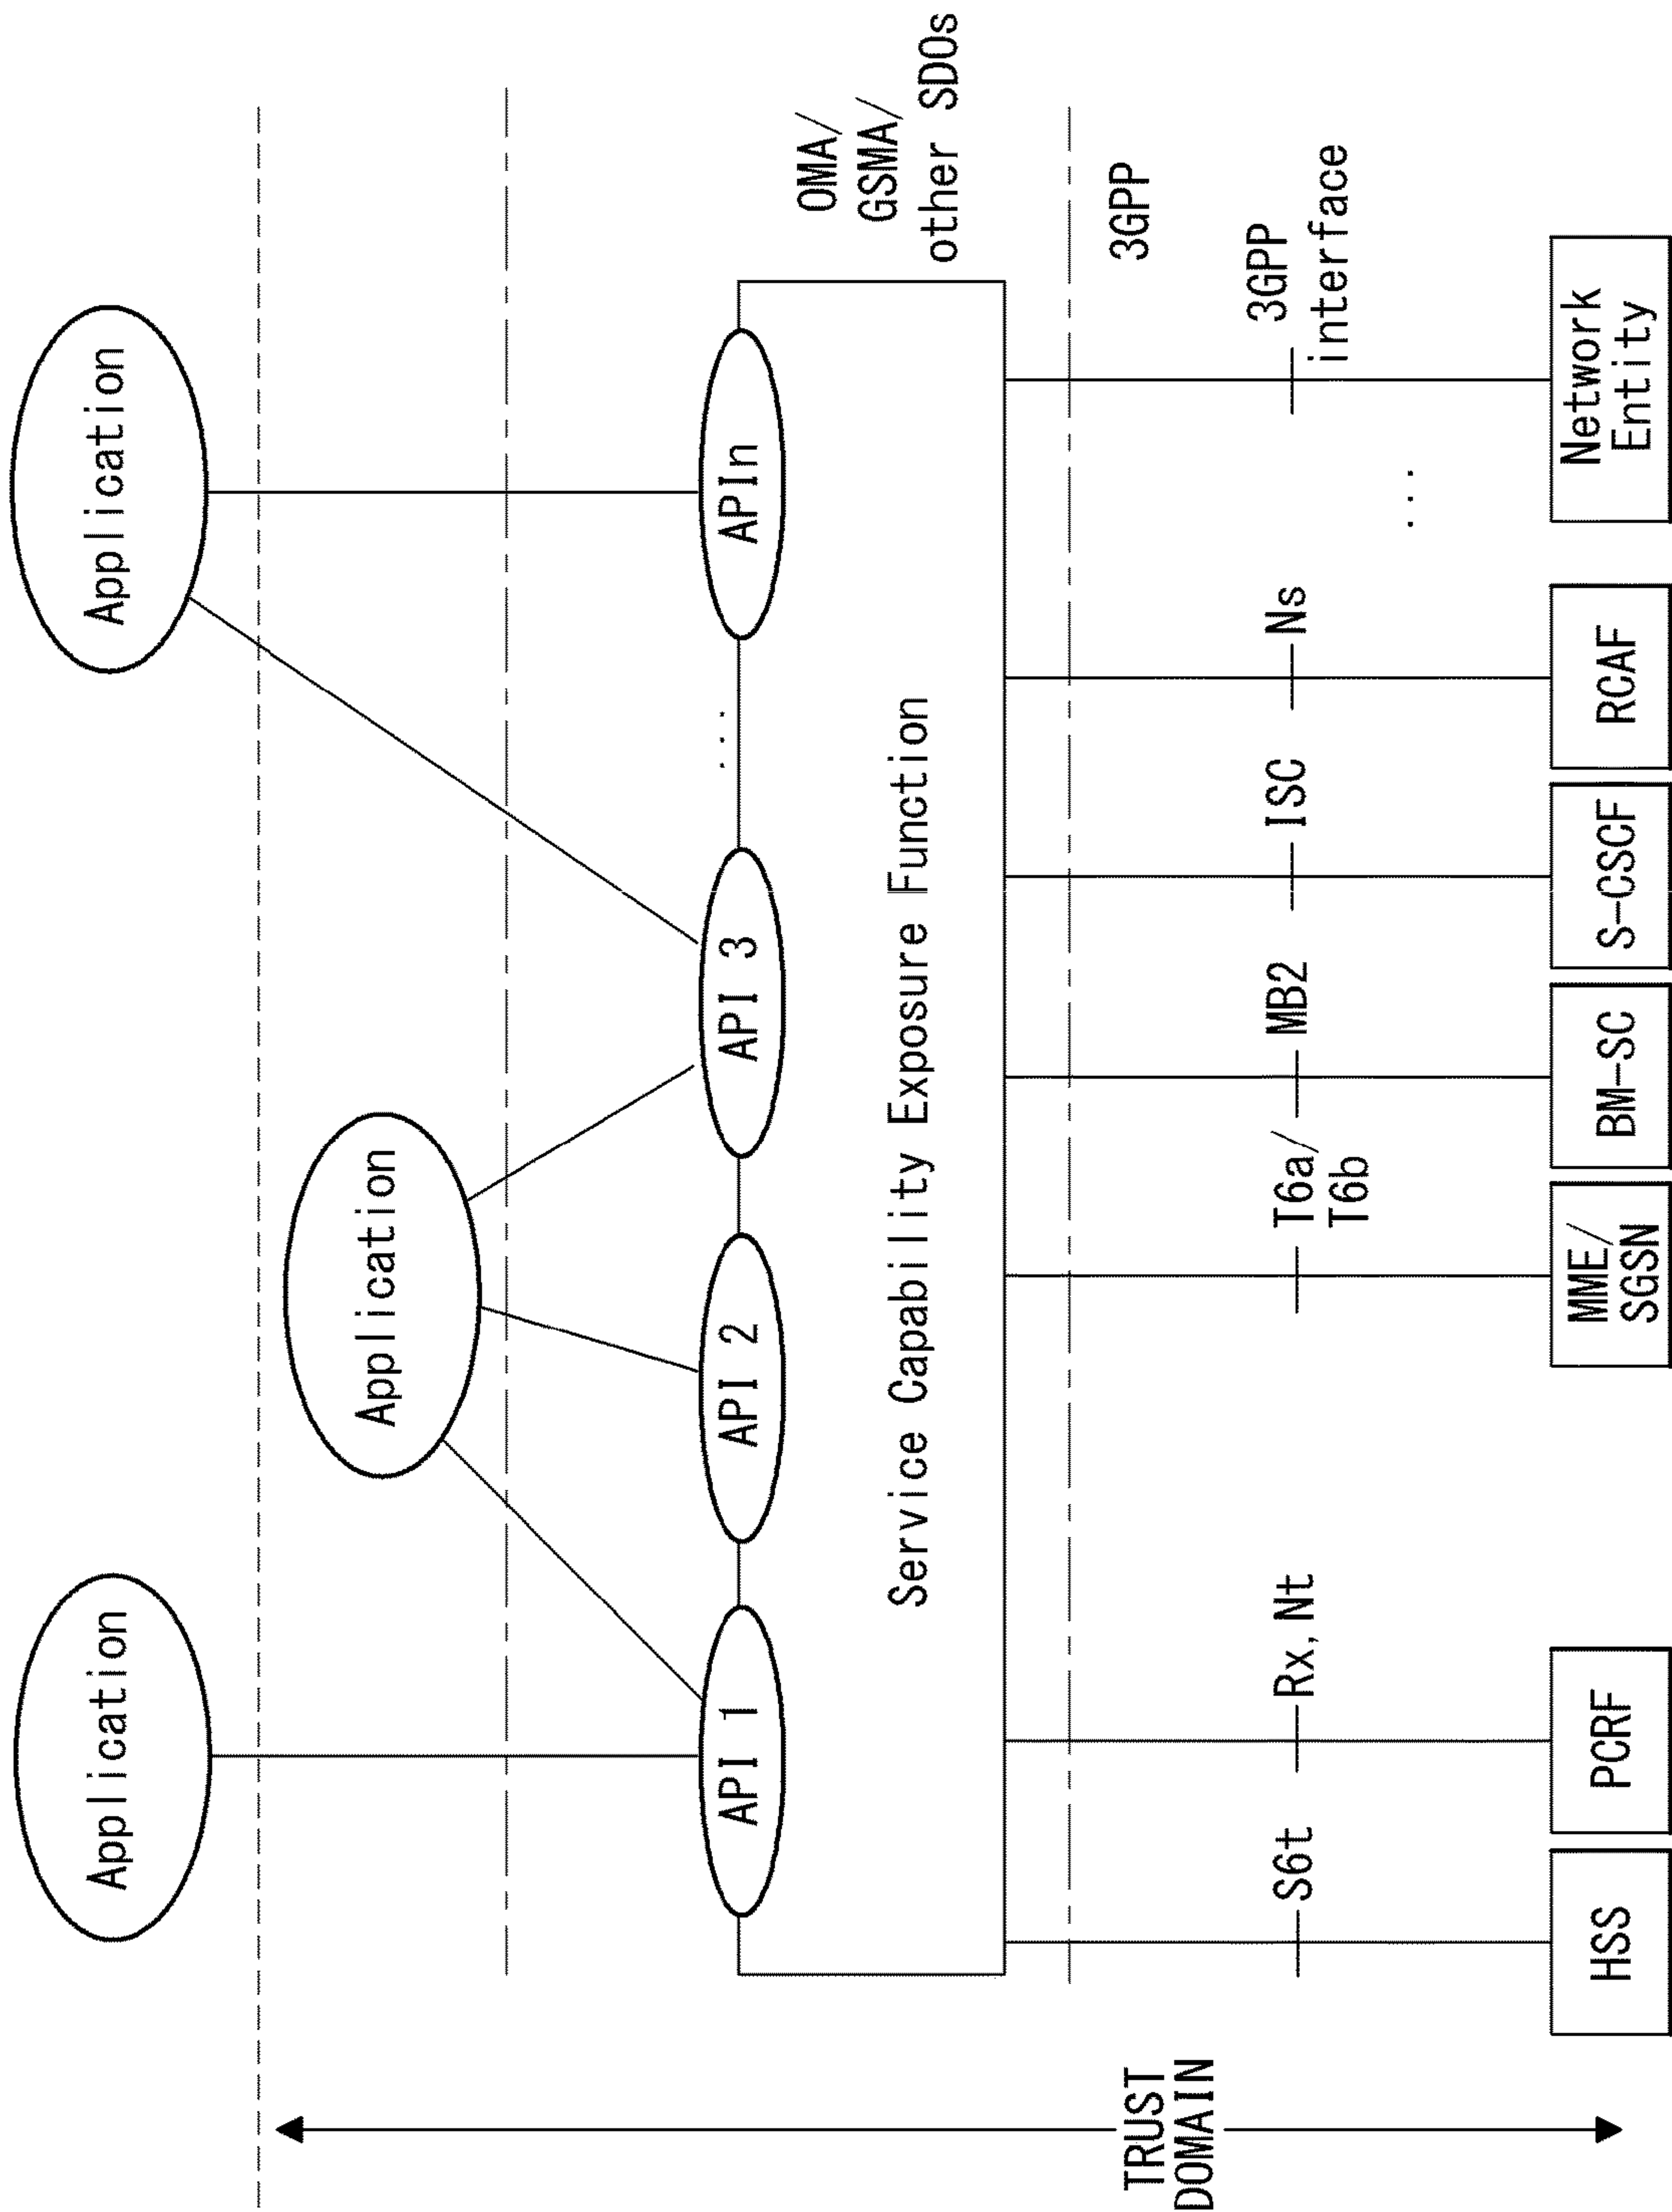 Application
Application
Application
API 1
API 2
API 3
...
APIn
Service Capability Exposure Function
OMA/
GSMA/
other SDOs
3GPP
TRUST
DOMAIN
S6t
Rx, Nt
T6a/
T6b
MB2
ISC
Ns
3GPP
interface
...
HSS
PCRF
MME/
SGSN
BM-SC
S-CSCF
RCAF
Network
Entity